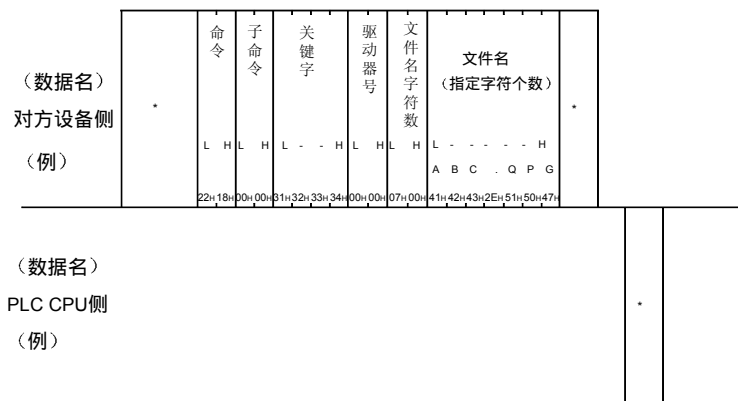 命令
子命令
关键字
驱动器号
文件名字符数
文件名
（指定字符个数）
（数据名）
对方设备侧
（例）
*
*
L H L H L - - H L H L H L - - - - - H
A B C . Q P G
22H 18H 00H 00H 31H 32H 33H 34H 00H 00H 07H 00H 41H 42H 43H 2EH 51H 50H 47H
（数据名）
PLC CPU侧
（例）
*